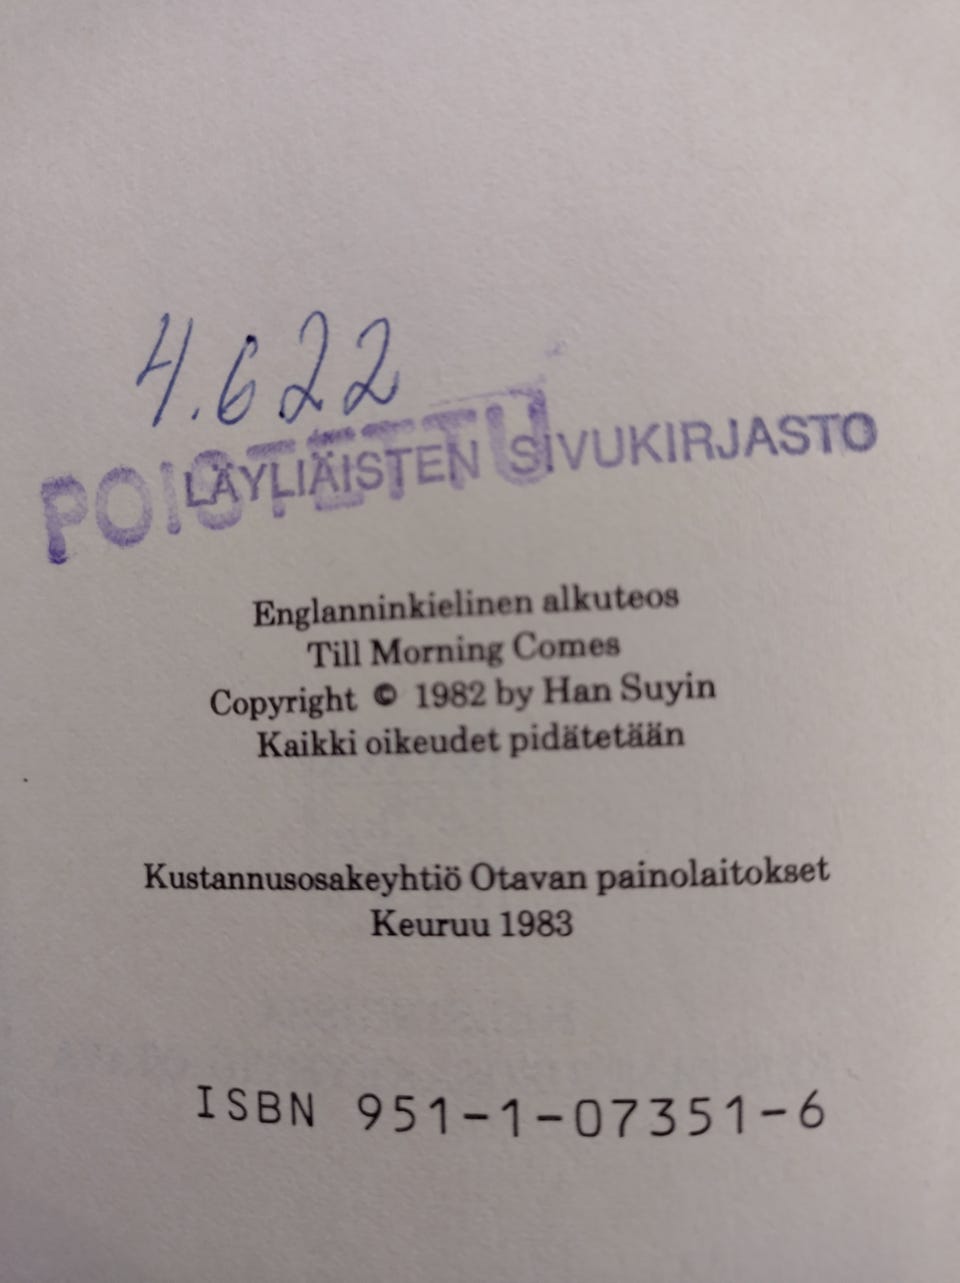 4.622
POISTETTU
LÄYLIÄISTEN SIVUKIRJASTO
Englanninkielinen alkuteos
Till Morning Comes
Copyright © 1982 by Han Suyin
Kaikki oikeudet pidätetään
Kustannusosakeyhtiö Otavan painolaitokset
Keuruu 1983
ISBN 951-1-07351-6